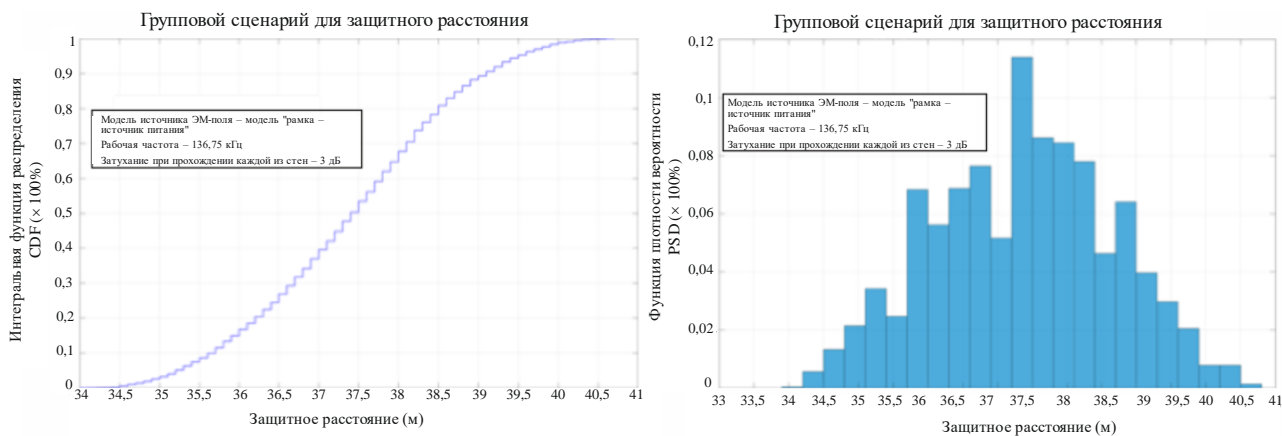 Групповой сценарий для защитного расстояния
Интегральная функция распределения
CDF (× 100%)
1
0,9
0,8
0,7
0,6
0,5
0,4
0,3
0,2
0,1
0
Модель источника ЭМ-поля – модель "рамка –
источник питания"
Рабочая частота – 136,75 кГц
Затухание при прохождении каждой из стен – 3 дБ
34 34,5 35 35,5 36 36,5 37 37,5 38 38,5 39 39,5 40 40,5 41
Защитное расстояние (м)
Групповой сценарий для защитного расстояния
Функция плотности вероятности
PSD (× 100%)
0,12
0,1
0,08
0,06
0,04
0,02
0
Модель источника ЭМ-поля – модель "рамка –
источник питания"
Рабочая частота – 136,75 кГц
Затухание при прохождении каждой из стен – 3 дБ
33 33,5 34 34,5 35 35,5 36 36,5 37 37,5 38 38,5 39 39,5 40 40,5 41
Защитное расстояние (м)